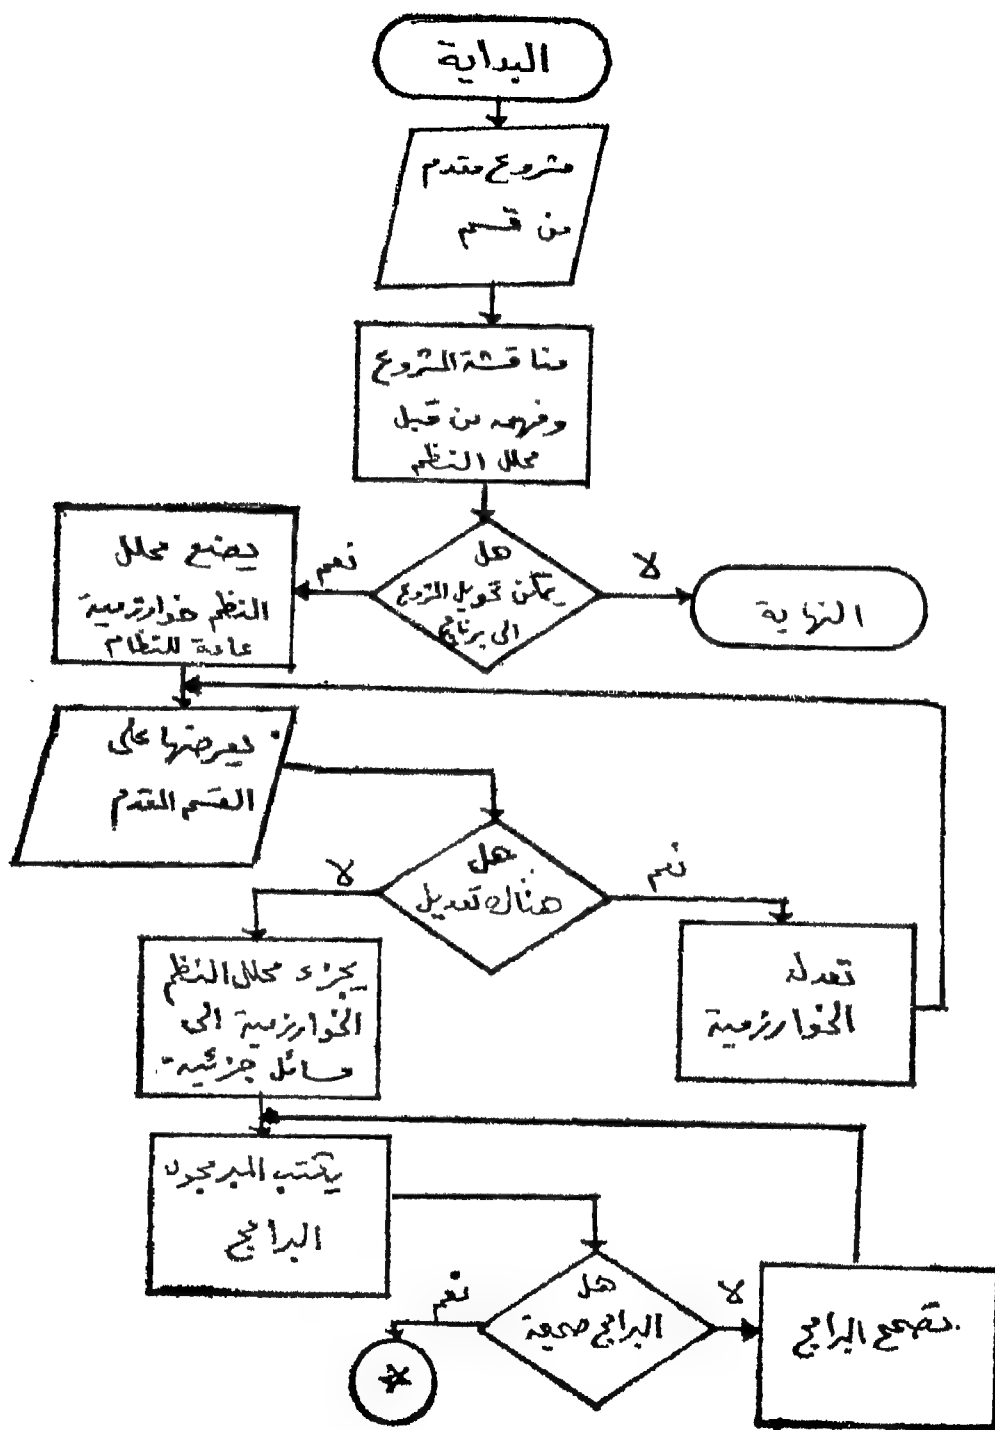 البداية
مشروع مقدم
من قسم
مناقشة المشروع
وفهمه من قبل
محلل النظم
هل
يمكن تحويل المشروع
الى برنامج
نعم
لا
النهاية
يضع محلل
النظم خوارزمية
عامة للنظام
يعرضها على
القسم المقدم
هل
هناك تعديل
نعم
لا
تعدل
الخوارزمية
يجزء محلل النظم
الخوارزمية الى
مسائل جزئية
يكتب المبرمجون
البرامج
هل
البرامج صحيحة
نعم
لا
تصحح البرامج
*